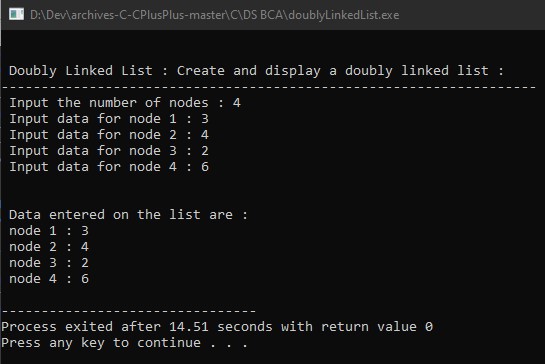 D:\Dev\archives-C-CPlusPlus-master\C\DS BCA\doublyLinkedList.exe
Doubly Linked List : Create and display a doubly linked list :
-------------------------------------------------------------------
Input the number of nodes : 4
Input data for node 1 : 3
Input data for node 2 : 4
Input data for node 3 : 2
Input data for node 4 : 6
Data entered on the list are :
node 1 : 3
node 2 : 4
node 3 : 2
node 4 : 6
--------------------------------
Process exited after 14.51 seconds with return value 0
Press any key to continue . . .